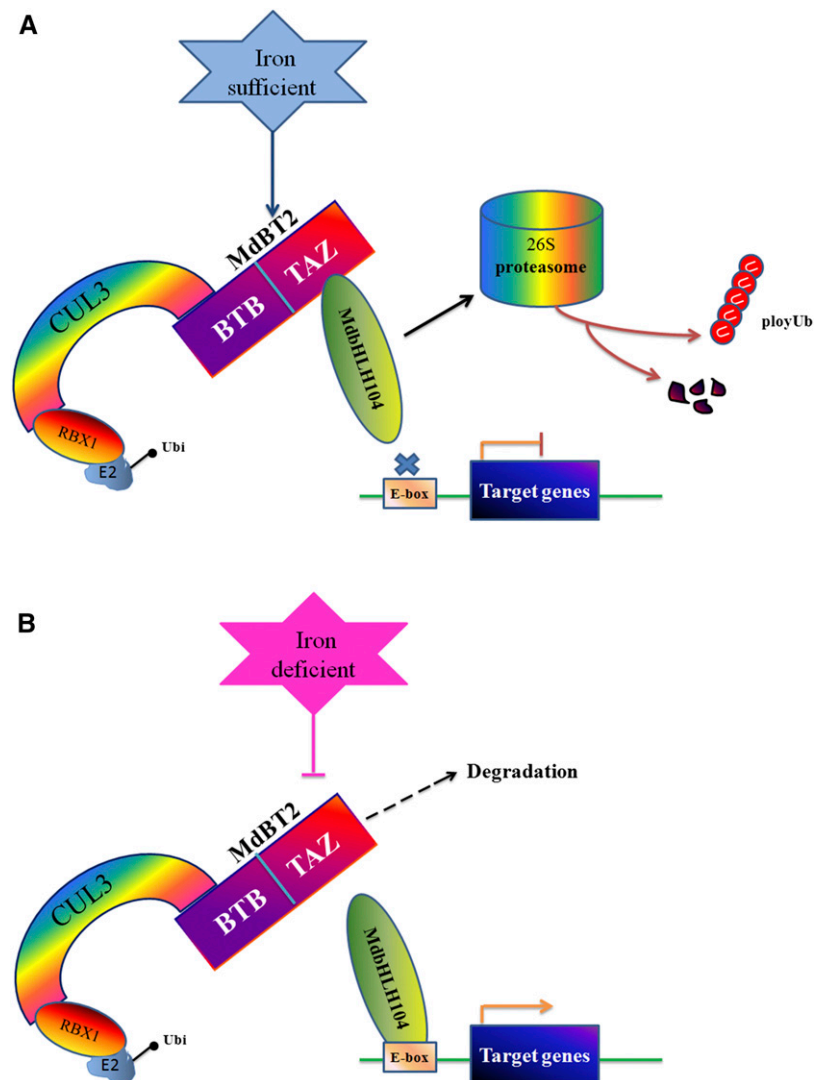 A
Iron
sufficient
MdBT2
TAZ
BTB
CUL3
MdbHLH104
26S
proteasome
ployUb
RBX1
E2
Ubi
E-box
Target genes
B
Iron
deficient
Degradation
MdBT2
TAZ
BTB
CUL3
MdbHLH104
RBX1
E2
Ubi
E-box
Target genes